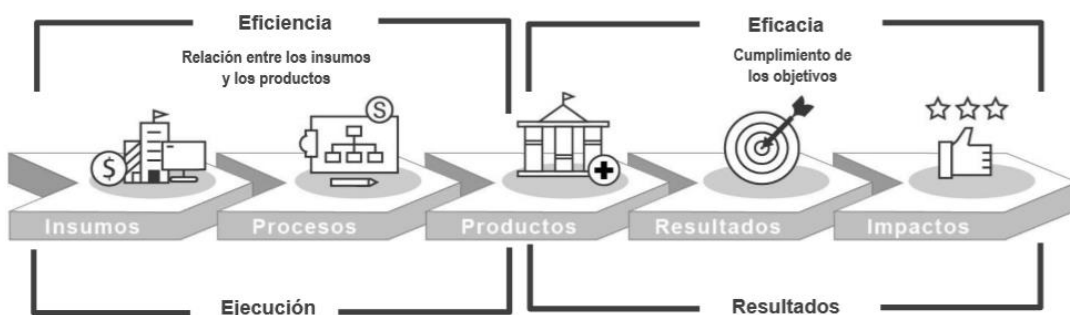 Eficiencia
Relación entre los insumos
y los productos
Eficacia
Cumplimiento de
los objetivos
$
S
Insumos
Procesos
Productos
Resultados
Impactos
Ejecución
Resultados